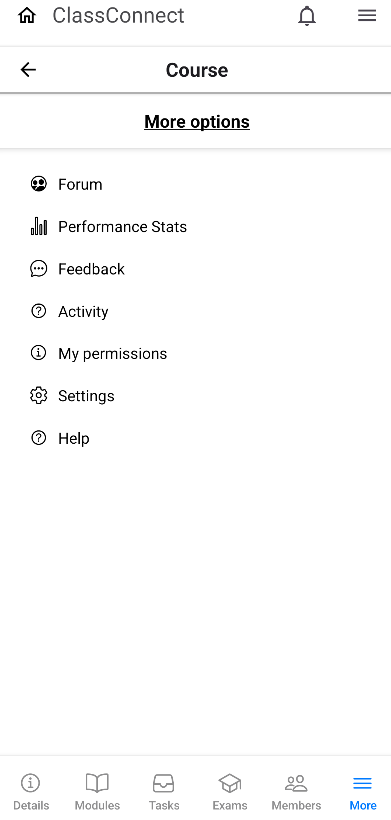 ClassConnect
Course
More options
Forum
Performance Stats
Feedback
Activity
My permissions
Settings
Help
Details Modules Tasks Exams Members More